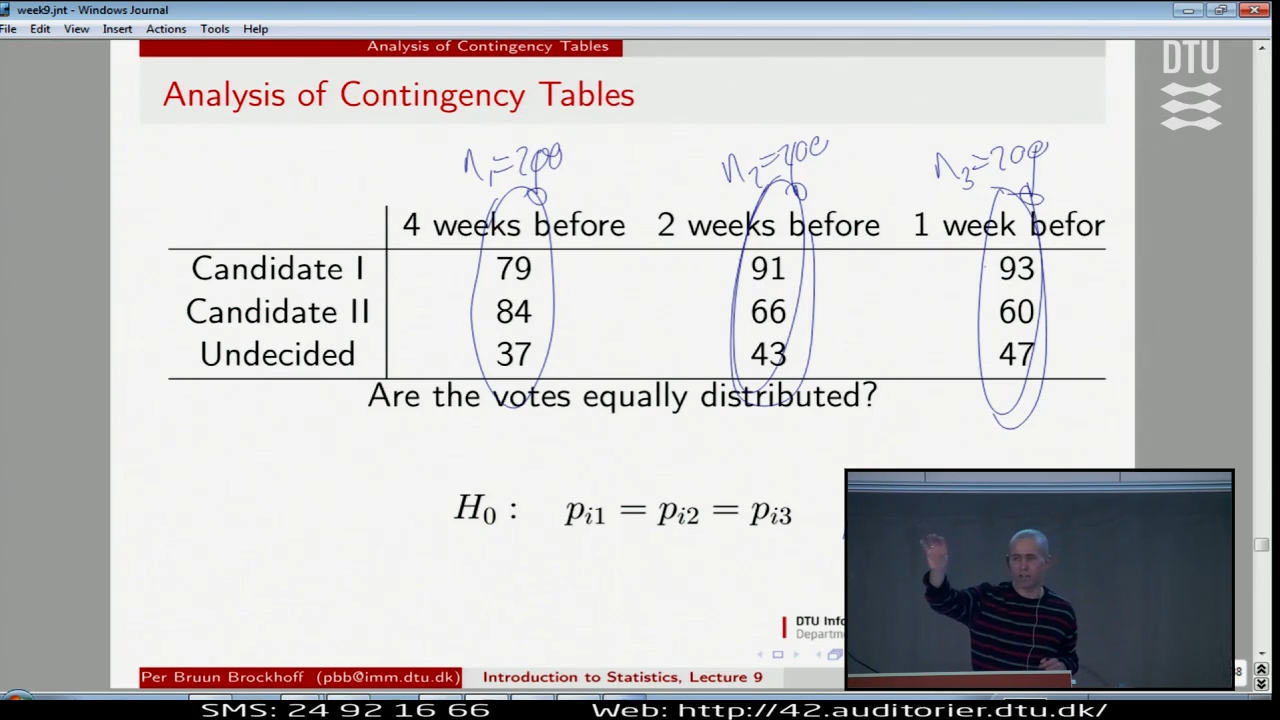 week9.jnt - Windows Journal
File Edit View Insert Actions Tools Help
Analysis of Contingency Tables
DTU
Analysis of Contingency Tables
n₁=200 n₂=200 n₃=200
4 weeks before 2 weeks before 1 week befor
Candidate I 79 91 93
Candidate II 84 66 60
Undecided 37 43 47
Are the votes equally distributed?
H₀ : pᵢ₁ = pᵢ₂ = pᵢ₃
DTU Info
Departm
Per Bruun Brockhoff (pbb@imm.dtu.dk) Introduction to Statistics, Lecture 9
SMS: 24 92 16 66 Web: http://42.auditorier.dtu.dk/